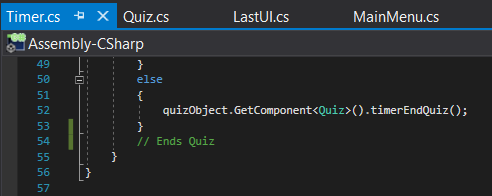 Timer.cs Quiz.cs LastUI.cs MainMenu.cs
Assembly-CSharp
49 }
50 else
51 {
52 quizObject.GetComponent<Quiz>().timerEndQuiz();
53 }
54 // Ends Quiz
55 }
56 }
57